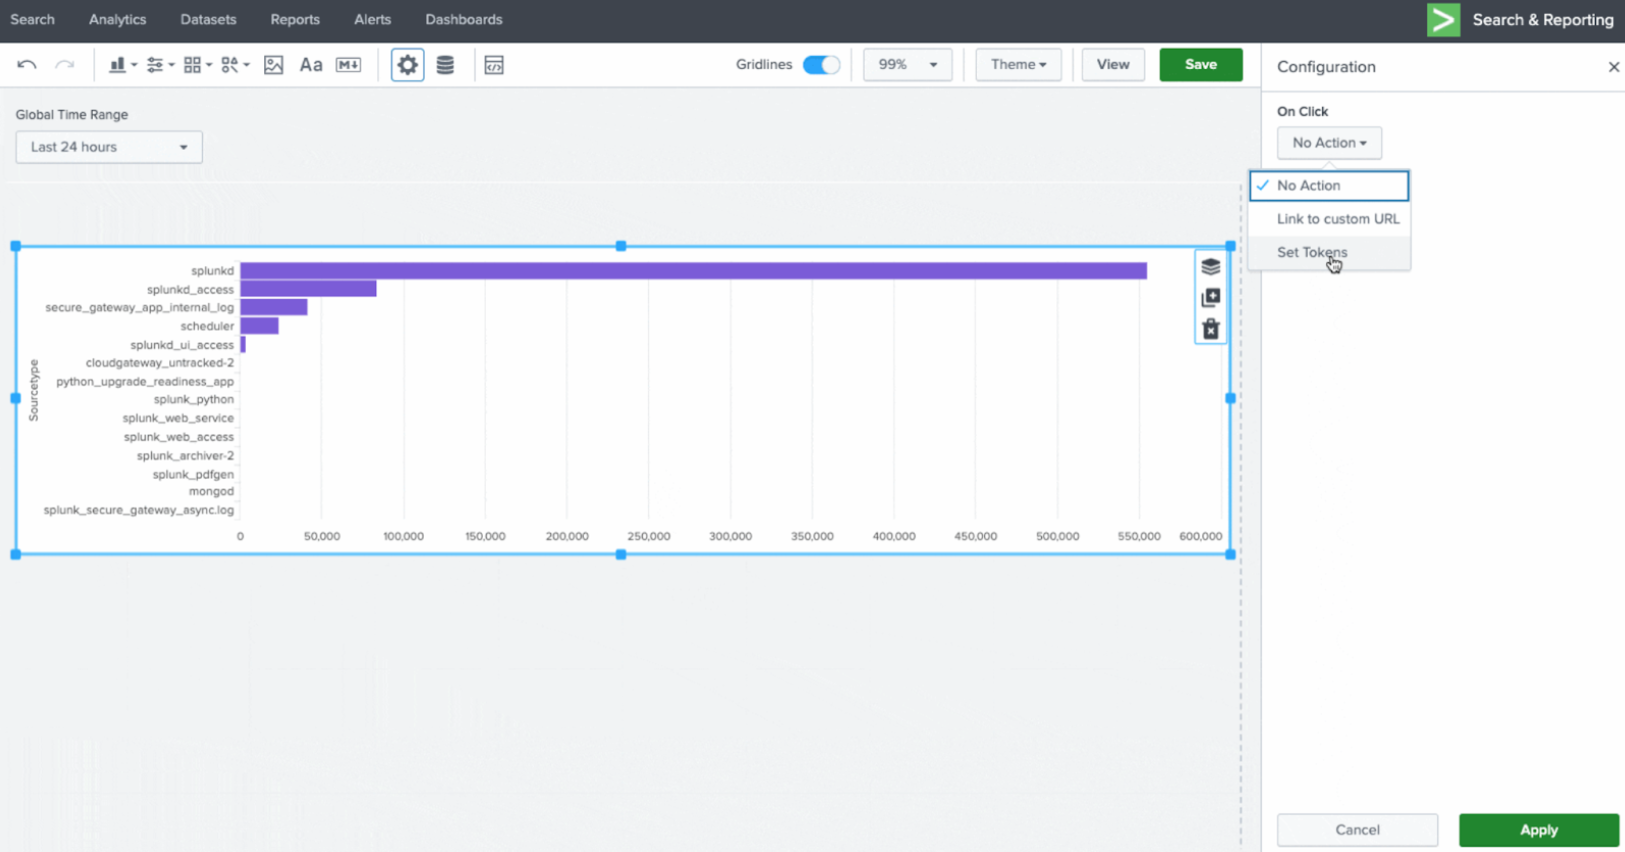 Search Analytics Datasets Reports Alerts Dashboards Search & Reporting
Aa M Gridlines 99% Theme View Save
Configuration
Global Time Range
Last 24 hours
On Click
No Action
No Action
Link to custom URL
Set Tokens
Sourcetype
splunkd
splunkd_access
secure_gateway_app_internal_log
scheduler
splunkd_ui_access
cloudgateway_untracked-2
python_upgrade_readiness_app
splunk_python
splunk_web_service
splunk_web_access
splunk_archiver-2
splunk_pdfgen
mongod
splunk_secure_gateway_async.log
0 50,000 100,000 150,000 200,000 250,000 300,000 350,000 400,000 450,000 500,000 550,000 600,000
Cancel Apply